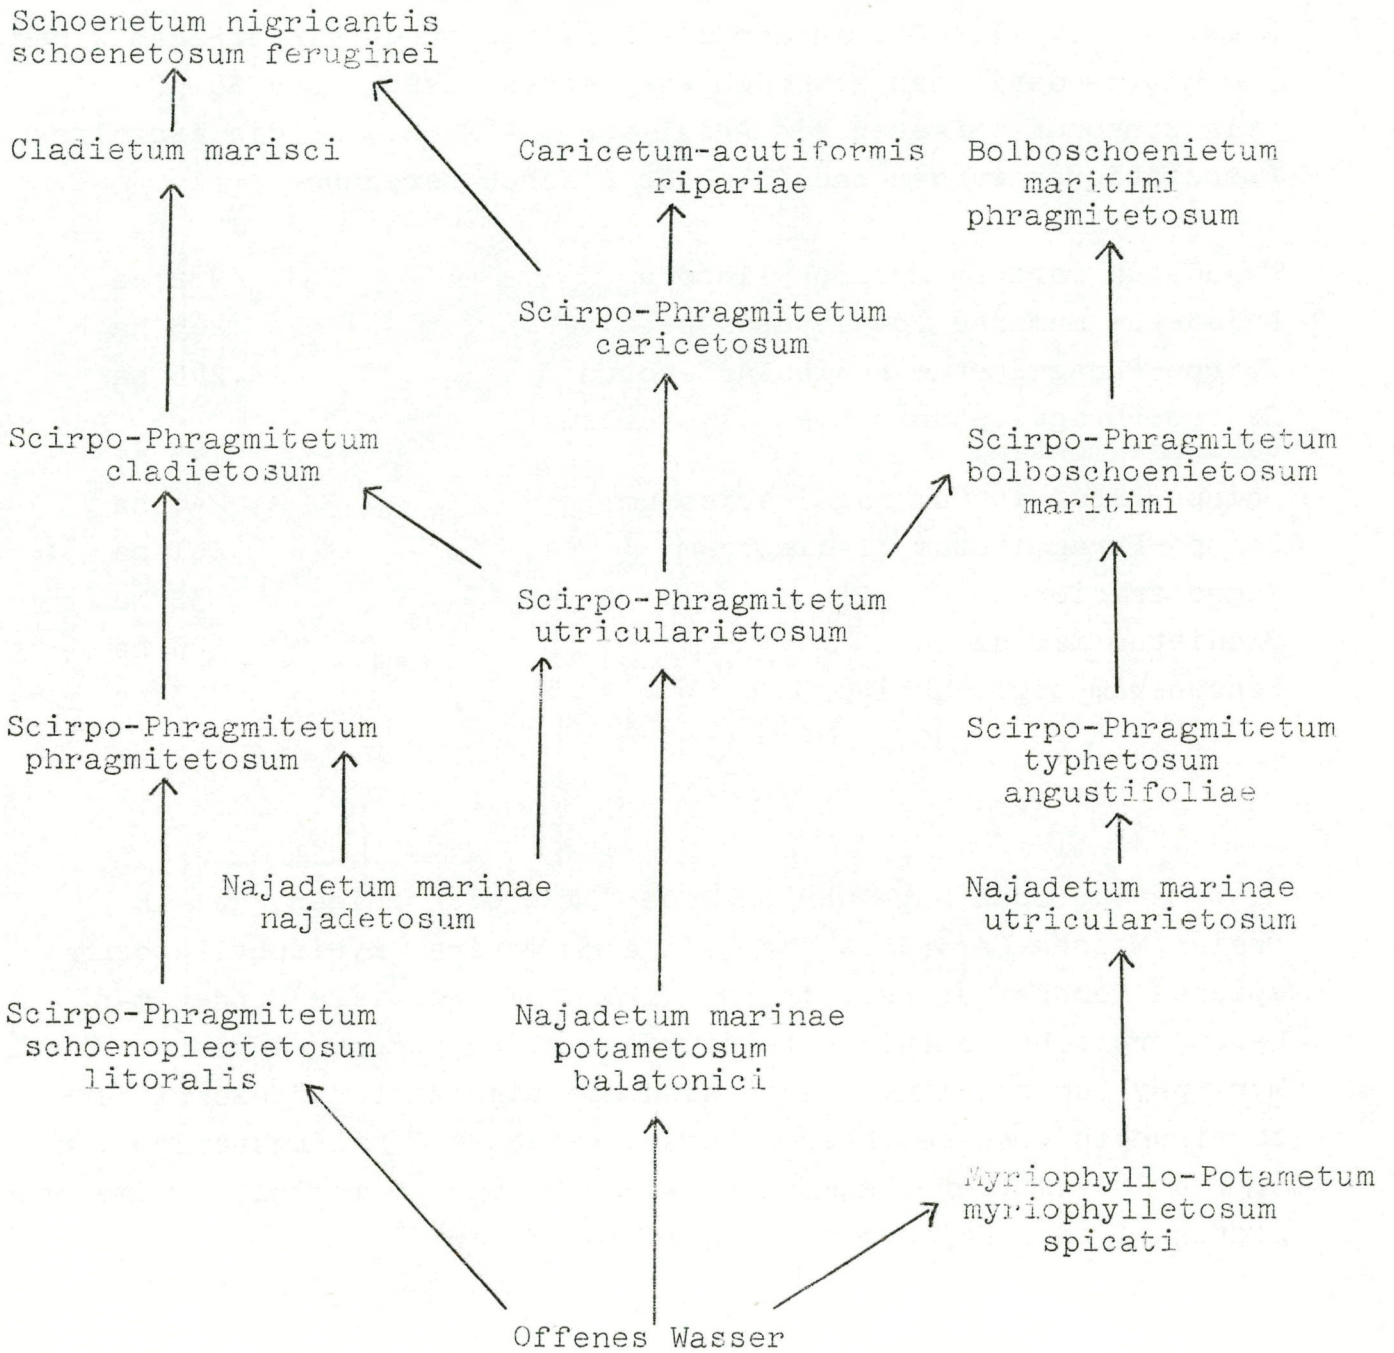 Schoenetum nigricantis
schoenetosum feruginei
Cladietum marisci
Caricetum-acutiformis
ripariae
Bolboschoenietum
maritimi
phragmitetosum
Scirpo-Phragmitetum
caricetosum
Scirpo-Phragmitetum
cladietosum
Scirpo-Phragmitetum
bolboschoenietosum
maritimi
Scirpo-Phragmitetum
utricularietosum
Scirpo-Phragmitetum
phragmitetosum
Scirpo-Phragmitetum
typhetosum
angustifoliae
Najadetum marinae
najadetosum
Najadetum marinae
utricularietosum
Scirpo-Phragmitetum
schoenoplectetosum
litoralis
Najadetum marinae
potametosum
balatonici
Myriophyllo-Potametum
myriophylletosum
spicati
Offenes Wasser